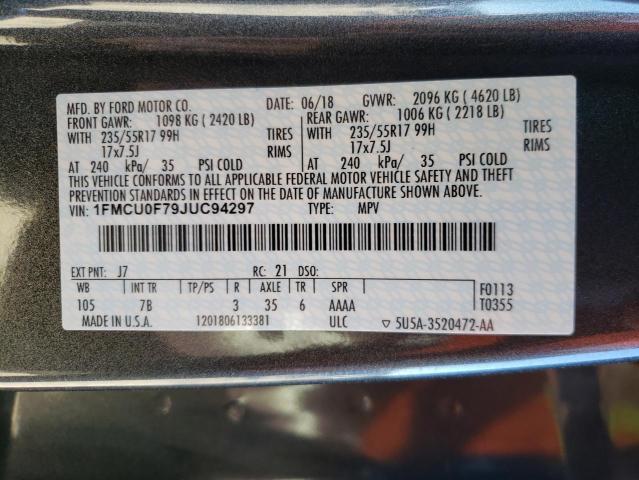 MFD. BY FORD MOTOR CO. DATE: 06/18 GVWR: 2096 KG ( 4620 LB)
FRONT GAWR: 1098 KG ( 2420 LB) REAR GAWR: 1006 KG ( 2218 LB)
WITH 235/55R17 99H TIRES WITH 235/55R17 99H TIRES
17x7.5J RIMS 17x7.5J RIMS
AT 240 kPa/ 35 PSI COLD AT 240 kPa/ 35 PSI COLD
THIS VEHICLE CONFORMS TO ALL APPLICABLE FEDERAL MOTOR VEHICLE SAFETY AND THEFT
PREVENTION STANDARDS IN EFFECT ON THE DATE OF MANUFACTURE SHOWN ABOVE.
VIN: 1FMCU0F79JUC94297 TYPE: MPV
EXT PNT: J7 RC: 21 DSO:
WB INT TR TP/PS R AXLE TR SPR F0113
105 7B 3 35 6 AAAA T0355
MADE IN U.S.A. 1201806133381 ULC ▽ 5U5A-3520472-AA